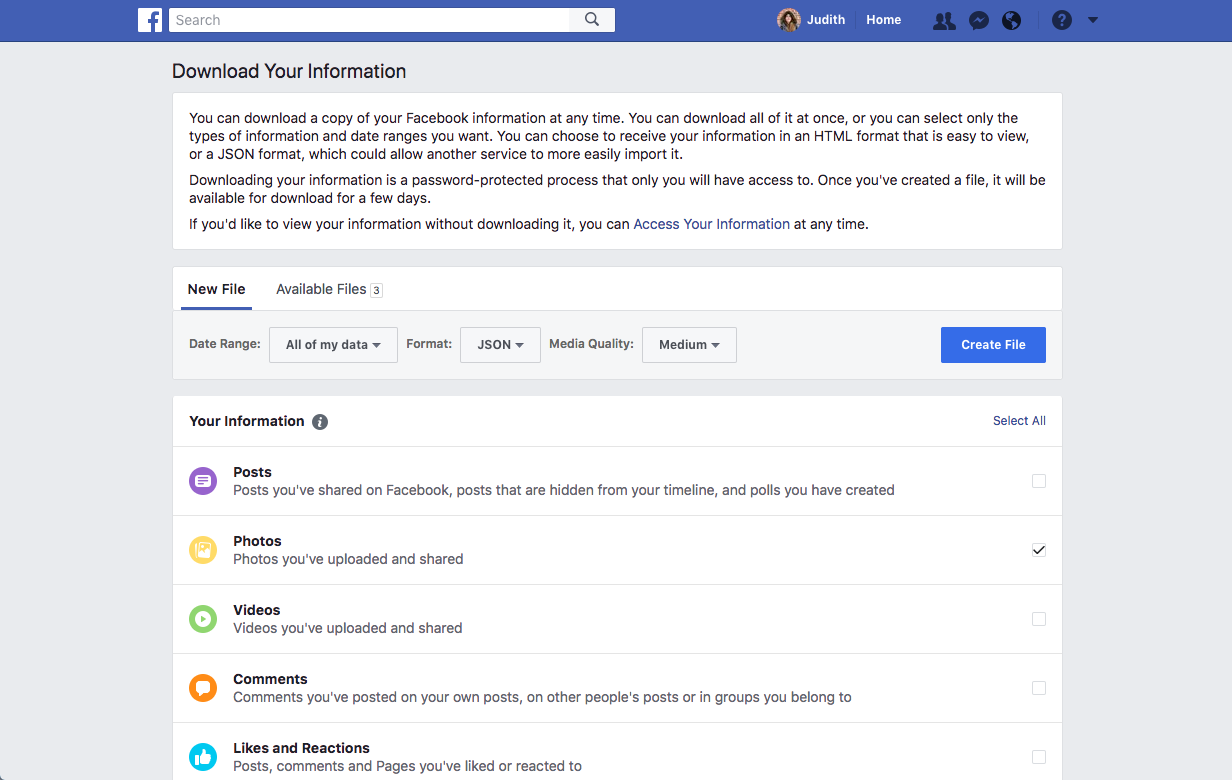 Search
Judith
Home
Download Your Information
You can download a copy of your Facebook information at any time. You can download all of it at once, or you can select only the
types of information and date ranges you want. You can choose to receive your information in an HTML format that is easy to view,
or a JSON format, which could allow another service to more easily import it.
Downloading your information is a password-protected process that only you will have access to. Once you've created a file, it will be
available for download for a few days.
If you'd like to view your information without downloading it, you can Access Your Information at any time.
New File
Available Files 3
Date Range: All of my data Format: JSON Media Quality: Medium Create File
Your Information
Select All
Posts
Posts you've shared on Facebook, posts that are hidden from your timeline, and polls you have created
Photos
Photos you've uploaded and shared
Videos
Videos you've uploaded and shared
Comments
Comments you've posted on your own posts, on other people's posts or in groups you belong to
Likes and Reactions
Posts, comments and Pages you've liked or reacted to